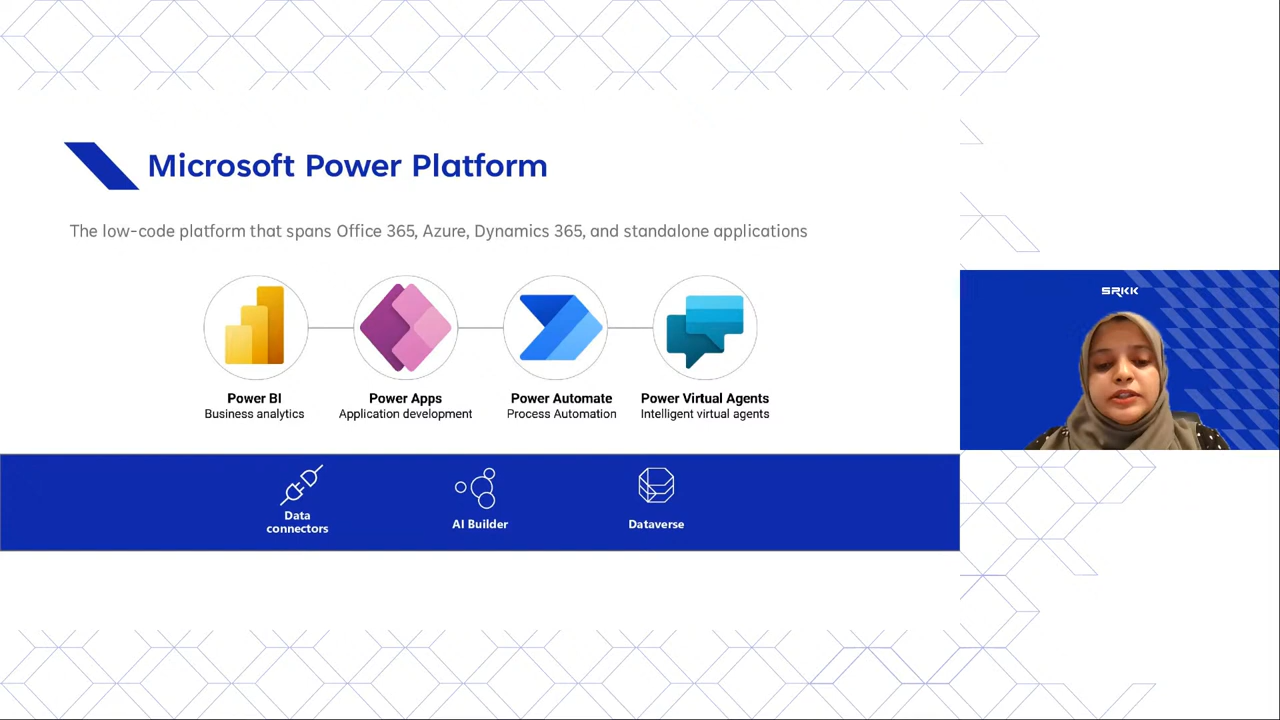 Microsoft Power Platform
The low-code platform that spans Office 365, Azure, Dynamics 365, and standalone applications
Power BI
Business analytics
Power Apps
Application development
Power Automate
Process Automation
Power Virtual Agents
Intelligent virtual agents
Data
connectors
AI Builder
Dataverse
SRKK